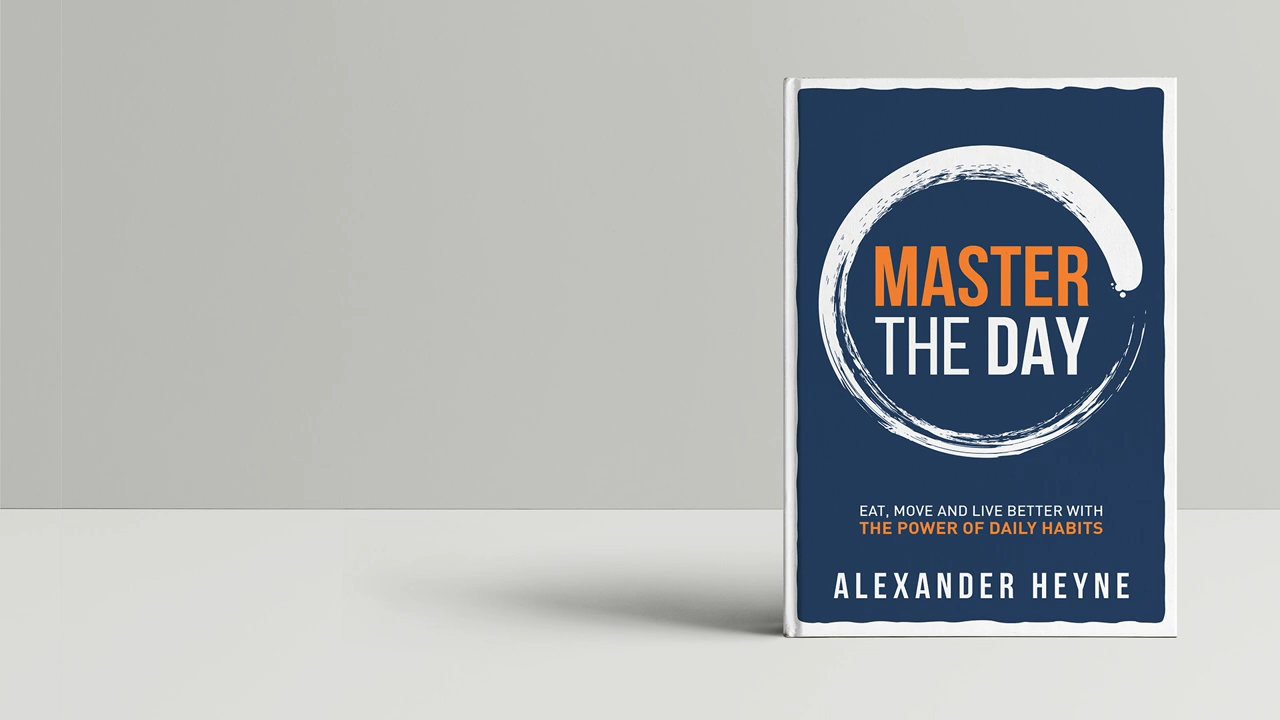 MASTER
THE DAY
EAT, MOVE AND LIVE BETTER WITH
THE POWER OF DAILY HABITS
ALEXANDER HEYNE